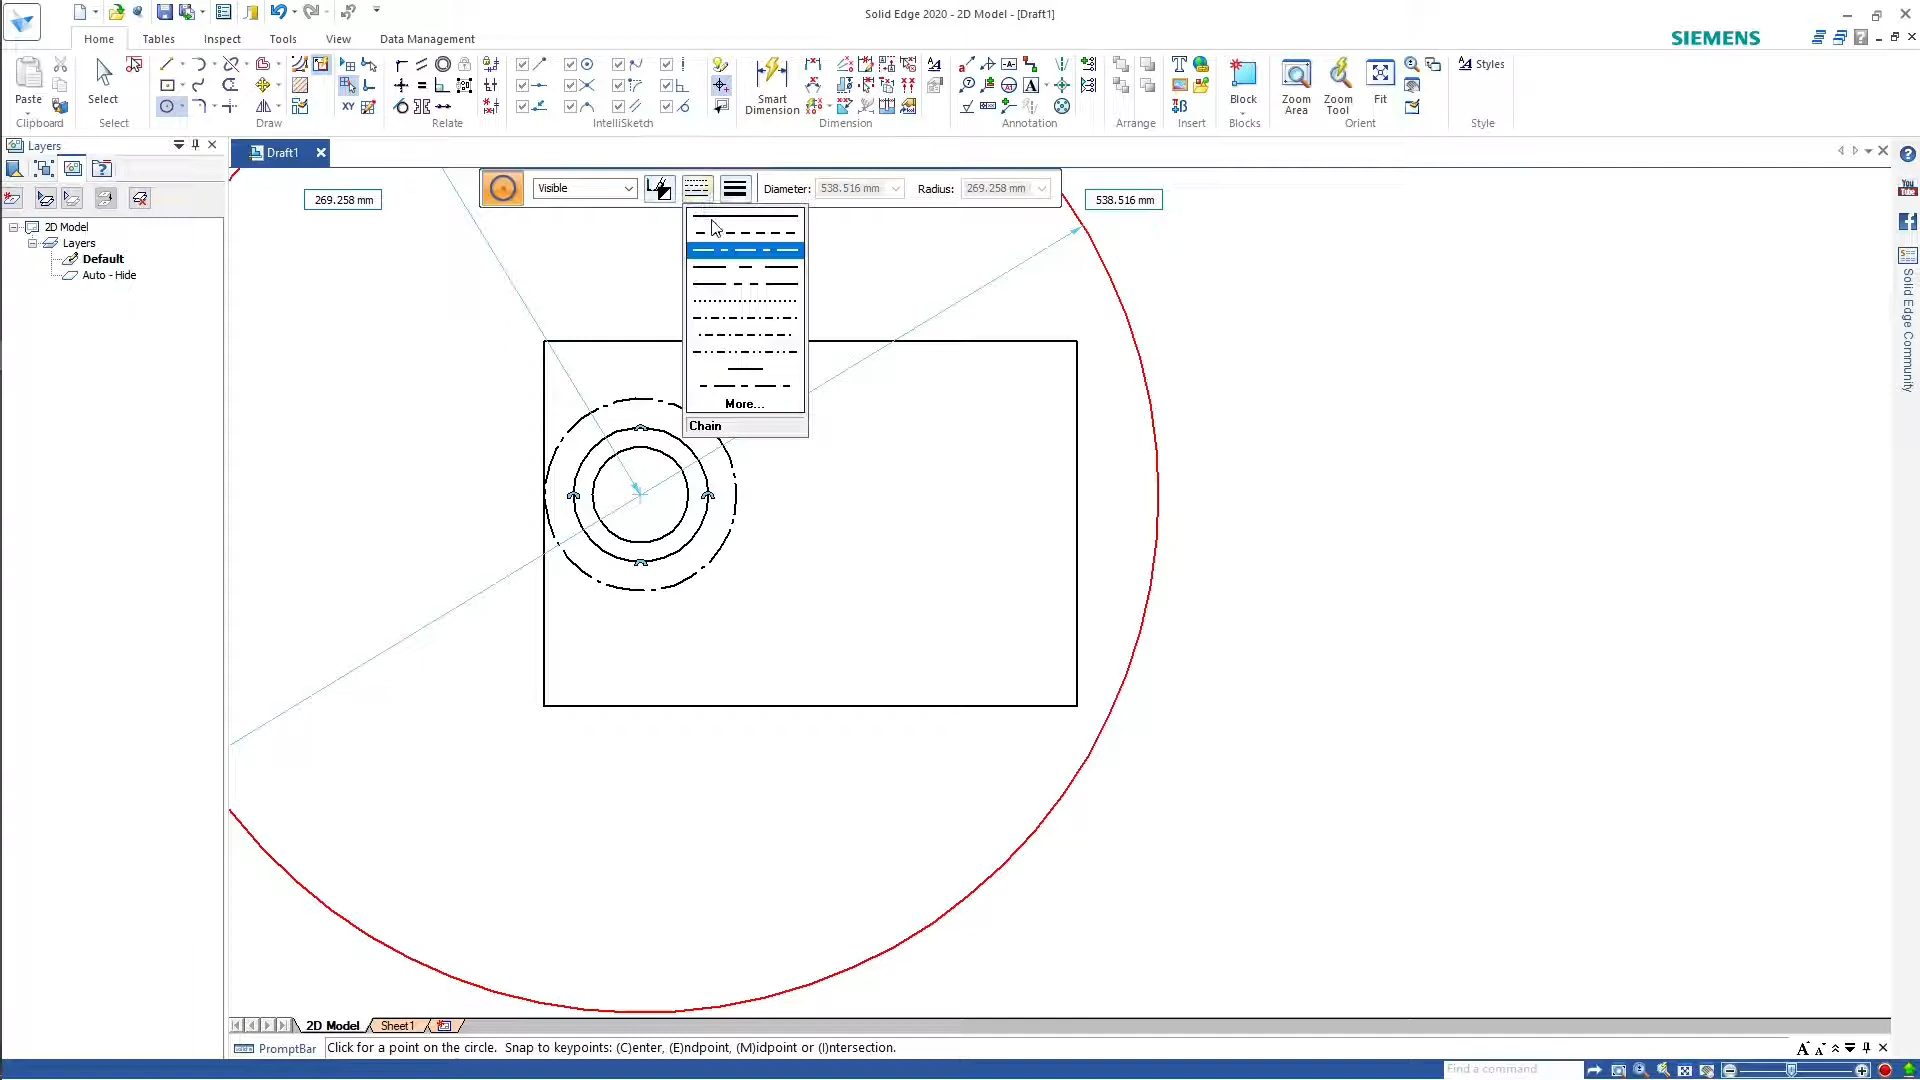 Solid Edge 2020 - 2D Model - [Draft1]
Home
Tables
Inspect
Sketch
Tools
View
Data Management
SIEMENS
Paste
Select
Smart Dimension
Block
Zoom Area
Zoom Tool
Fit
Styles
Clipboard
Select
Draw
Relate
IntelliSketch
Dimension
Annotation
Arrange
Insert
Blocks
Orient
Style
Layers
Draft1
Visible
Diameter:
538.516 mm
Radius:
269.258 mm
269.258 mm
538.516 mm
2D Model
Layers
Default
Auto - Hide
More...
Chain
You
Tube
Solid Edge Community
2D Model
Sheet1
PromptBar
Click for a point on the circle. Snap to keypoints: (C)enter, (E)ndpoint, (M)idpoint or (I)ntersection.
Find a command